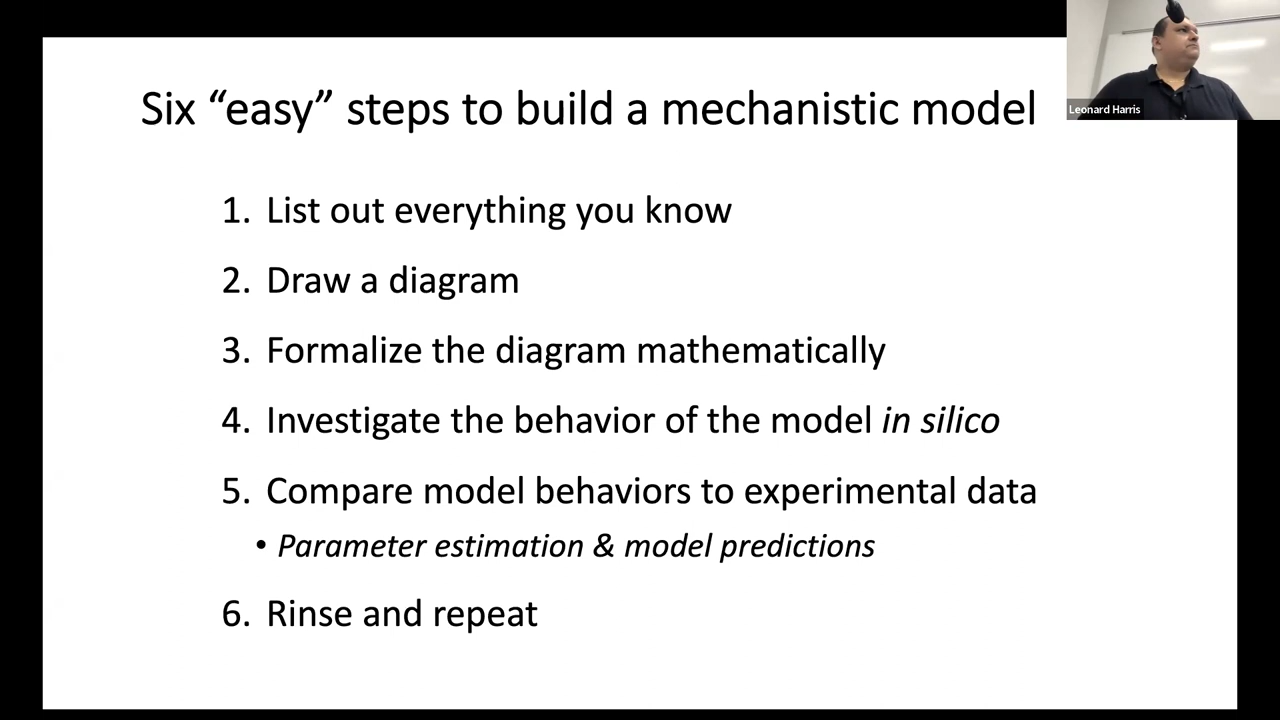 Six “easy” steps to build a mechanistic model
Leonard Harris
1. List out everything you know
2. Draw a diagram
3. Formalize the diagram mathematically
4. Investigate the behavior of the model in silico
5. Compare model behaviors to experimental data
• Parameter estimation & model predictions
6. Rinse and repeat